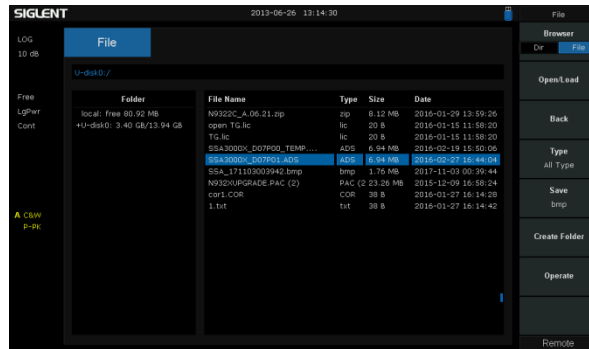 SIGLENT 2013-06-26 13:14:30 File
LOG
10 dB
File
Browser
Dir File
U-disk0:/
Open/Load
Free
LgPwr
Cont
Folder
local: free 80.92 MB
+U-disk0: 3.40 GB/13.94 GB
File Name Type Size Date
N9322C_A.06.21.zip zip 8.12 MB 2016-01-29 13:59:26
open TG.lic lic 20 B 2016-01-15 11:58:20
TG.lic lic 20 B 2016-01-15 11:58:20
SSA3000X_D07P00_TEMP.... ADS 6.94 MB 2016-02-19 15:50:06
SSA3000X_D07P01.ADS ADS 6.94 MB 2016-02-27 16:44:04
SSA_171103003942.bmp bmp 1.76 MB 2017-11-03 00:39:44
N932XUPGRADE.PAC (2) PAC (2 23.26 MB 2015-12-09 16:58:24
cor1.COR COR 38 B 2016-01-27 16:14:28
1.txt txt 38 B 2016-01-27 16:14:42
Back
Type
All Type
Save
bmp
A C&W
P-PK
Create Folder
Operate
Remote